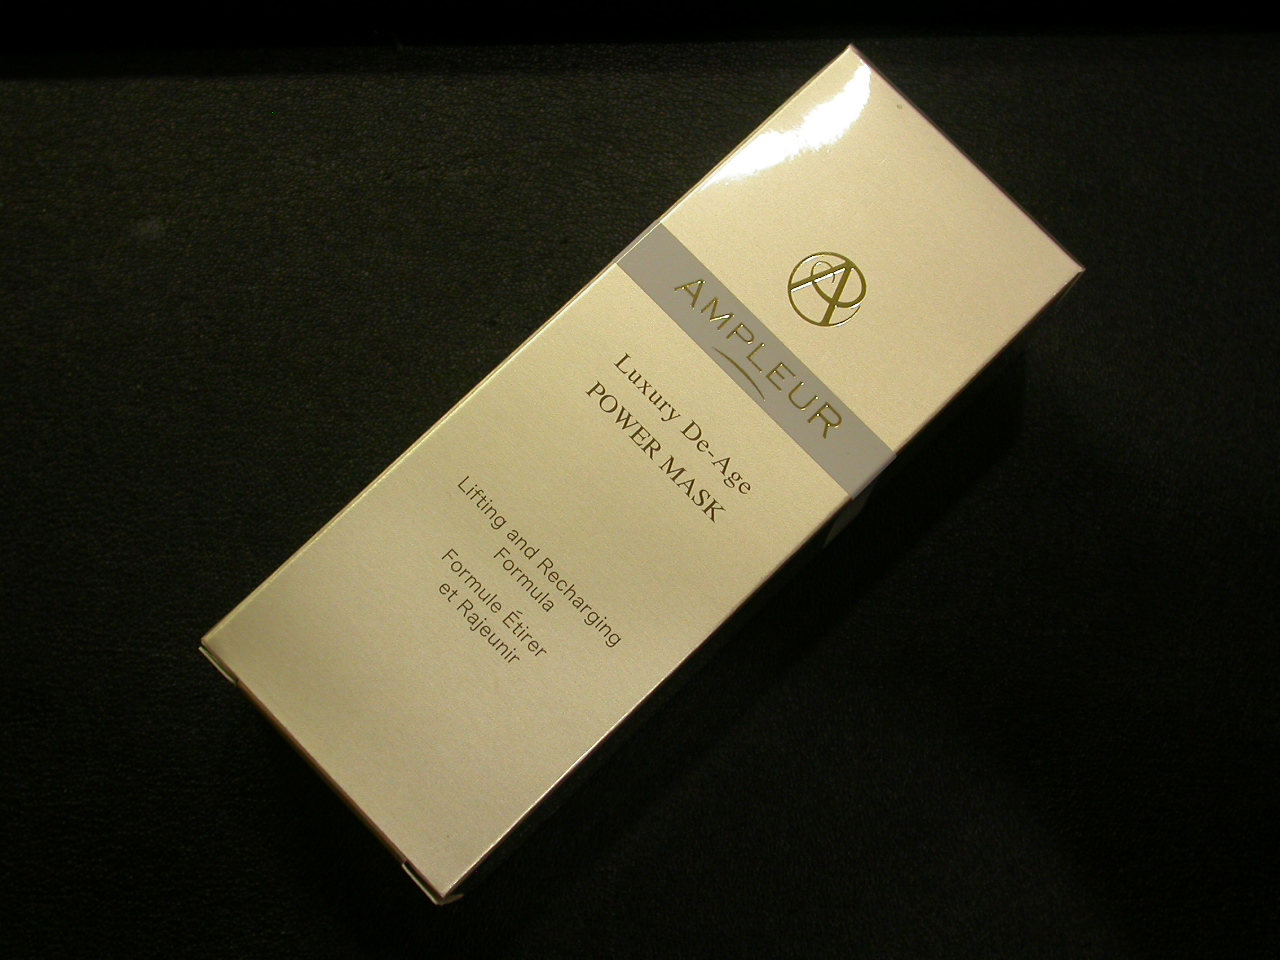 AMPLEUR
Luxury De-Age
POWER MASK
Lifting and Recharging
Formula
Formule Étirer
et Rajeunir